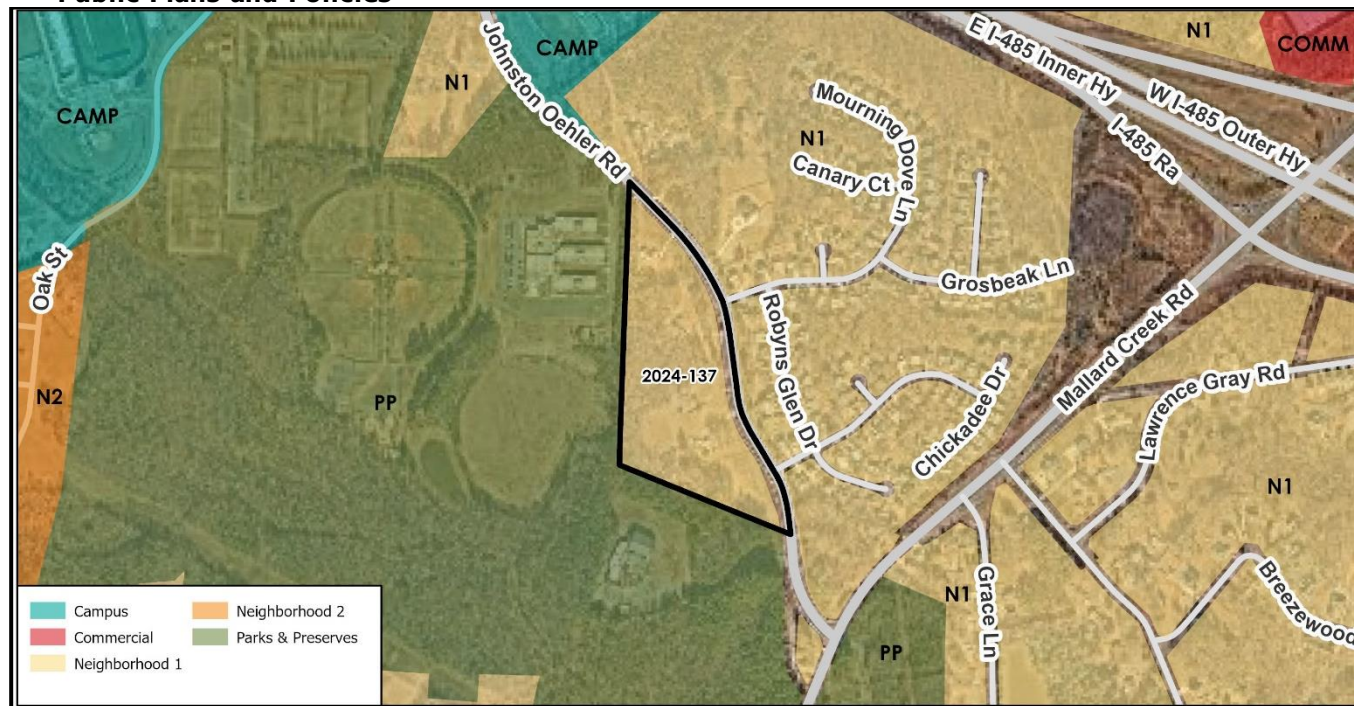 Public Plans and Policies
N1
COMM
CAMP
Johnston Oehler Rd
E I-485 Inner Hy
W I-485 Outer Hy
N1
CAMP
I-485 Ra
Mourning Dove Ln
N1
Canary Ct
Oak St
Grosbeak Ln
Robyns Glen Dr
Mallard Creek Rd
2024-137
Chickadee Dr
Lawrence Gray Rd
N2
PP
N1
Breezewood
Grace Ln
N1
PP
Campus
Commercial
Neighborhood 1
Neighborhood 2
Parks & Preserves